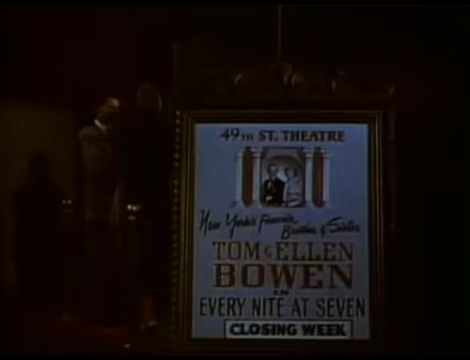 49TH ST. THEATRE
New York's Favorite
Brother & Sister
TOM & ELLEN
BOWEN
IN
EVERY NITE AT SEVEN
CLOSING WEEK